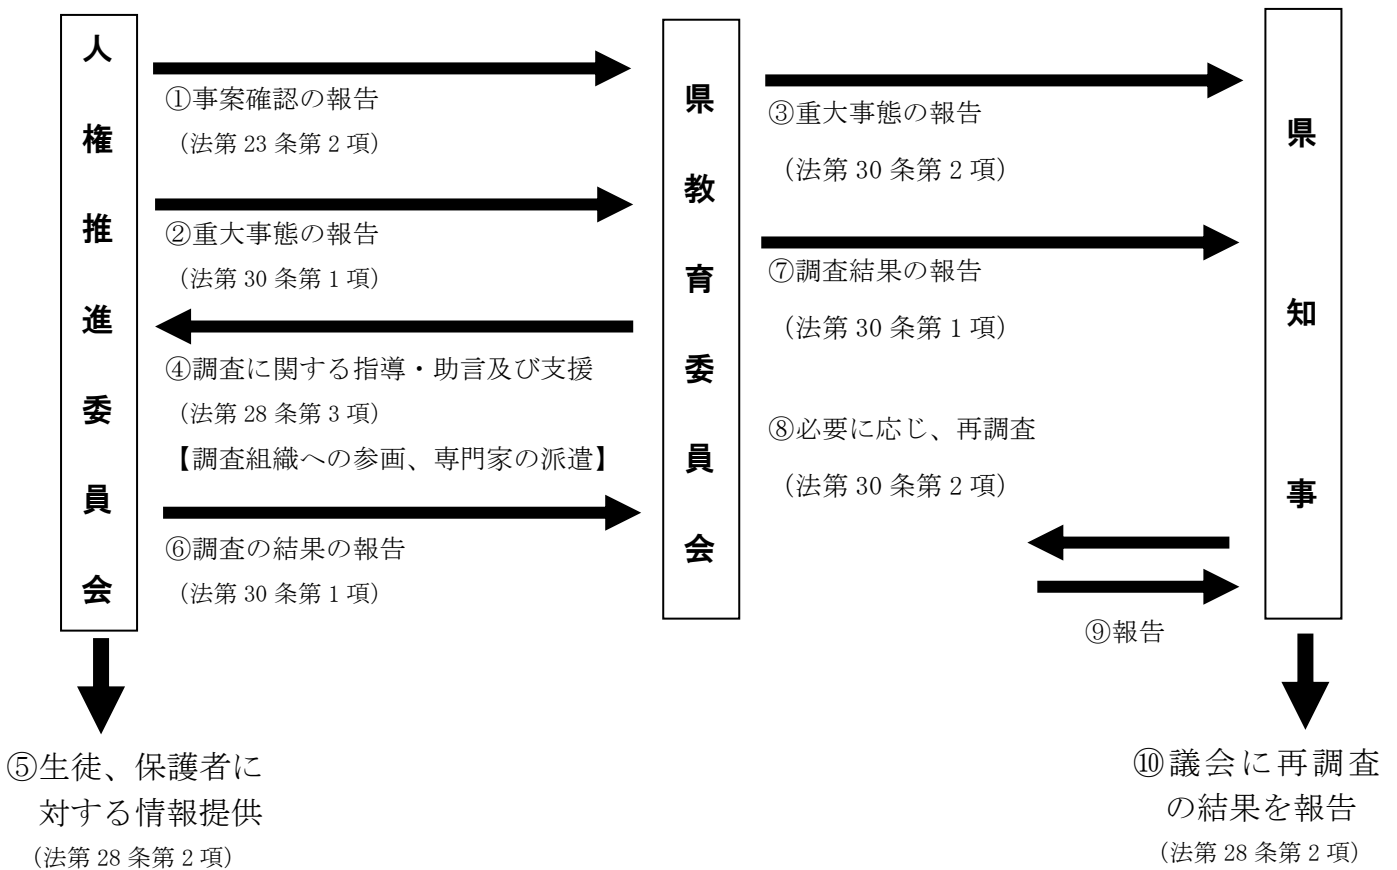 人権推進委員会
①事案確認の報告
（法第 23 条第 2 項）
②重大事態の報告
（法第 30 条第 1 項）
④調査に関する指導・助言及び支援
（法第 28 条第 3 項）
【調査組織への参画、専門家の派遣】
⑥調査の結果の報告
（法第 30 条第 1 項）
県教育委員会
③重大事態の報告
（法第 30 条第 2 項）
⑦調査結果の報告
（法第 30 条第 1 項）
⑧必要に応じ、再調査
（法第 30 条第 2 項）
⑨報告
県知事
⑤生徒、保護者に
対する情報提供
（法第 28 条第 2 項）
⑩議会に再調査
の結果を報告
（法第 28 条第 2 項）